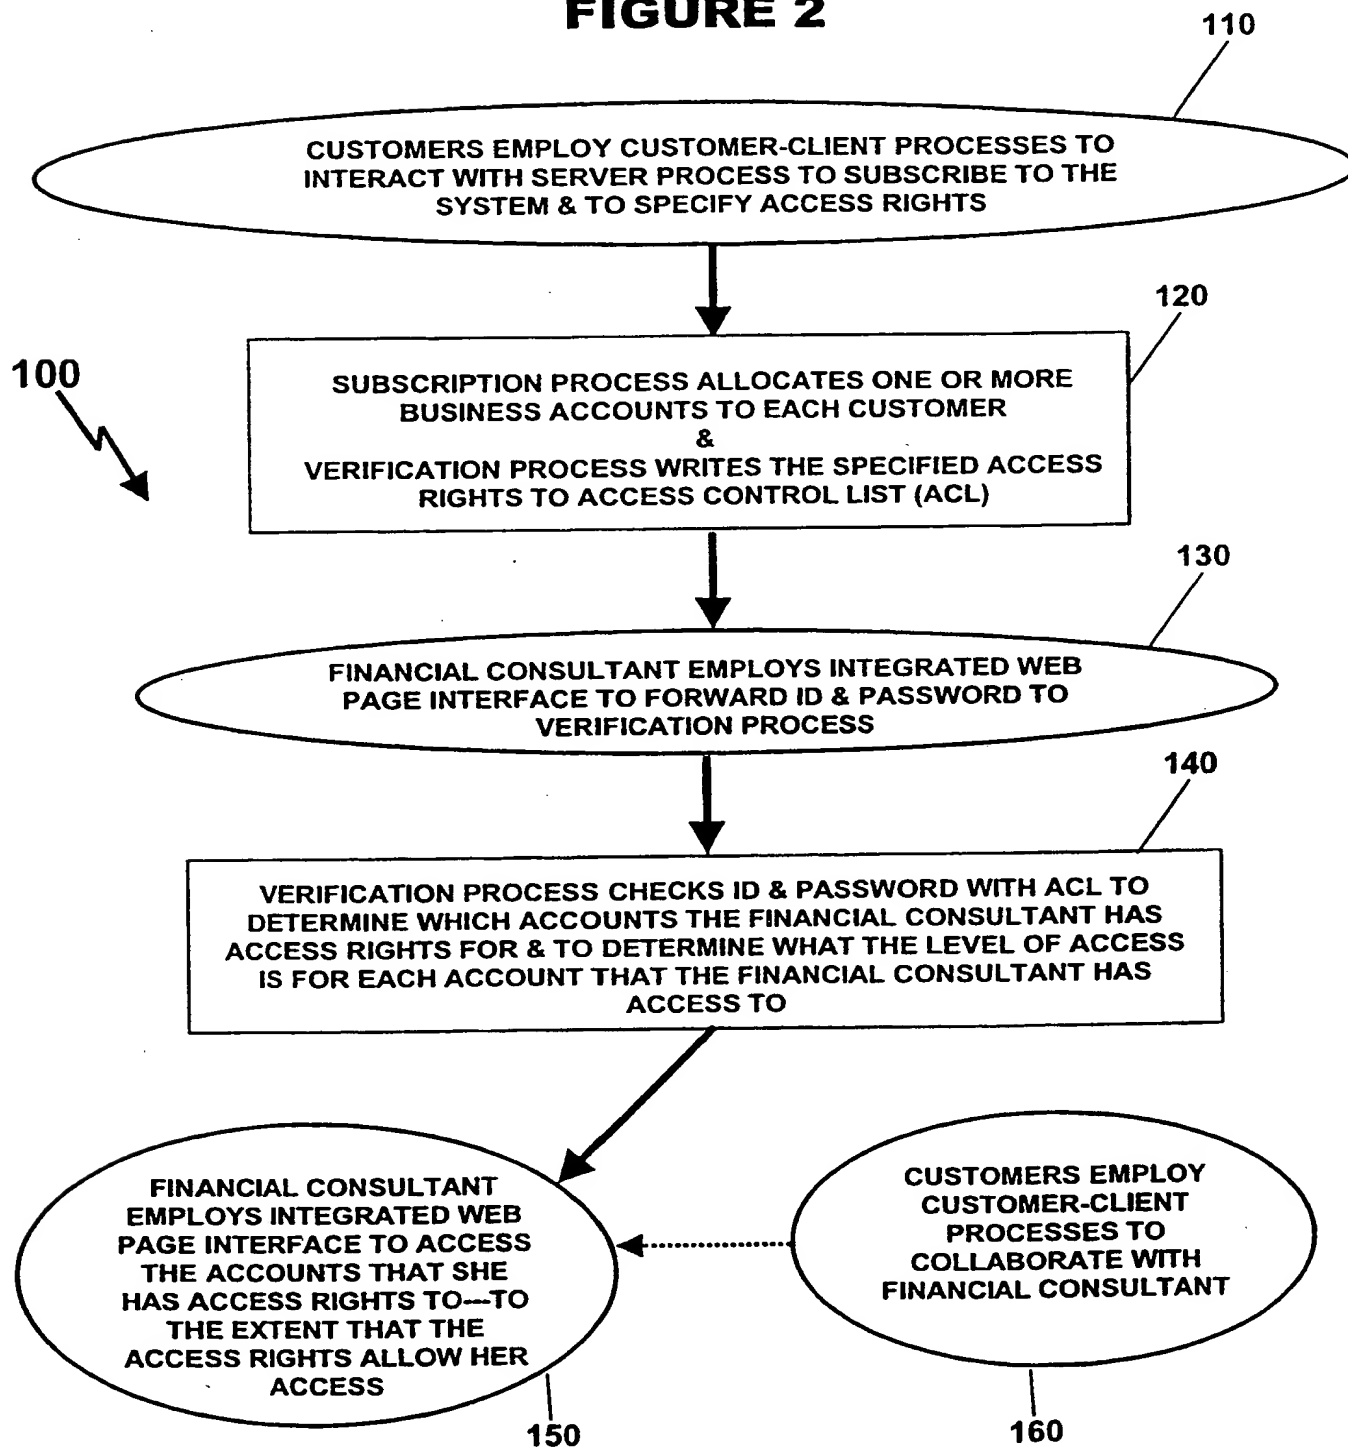 FIGURE 2
110
CUSTOMERS EMPLOY CUSTOMER-CLIENT PROCESSES TO
INTERACT WITH SERVER PROCESS TO SUBSCRIBE TO THE
SYSTEM & TO SPECIFY ACCESS RIGHTS
120
100
SUBSCRIPTION PROCESS ALLOCATES ONE OR MORE
BUSINESS ACCOUNTS TO EACH CUSTOMER
&
VERIFICATION PROCESS WRITES THE SPECIFIED ACCESS
RIGHTS TO ACCESS CONTROL LIST (ACL)
130
FINANCIAL CONSULTANT EMPLOYS INTEGRATED WEB
PAGE INTERFACE TO FORWARD ID & PASSWORD TO
VERIFICATION PROCESS
140
VERIFICATION PROCESS CHECKS ID & PASSWORD WITH ACL TO
DETERMINE WHICH ACCOUNTS THE FINANCIAL CONSULTANT HAS
ACCESS RIGHTS FOR & TO DETERMINE WHAT THE LEVEL OF ACCESS
IS FOR EACH ACCOUNT THAT THE FINANCIAL CONSULTANT HAS
ACCESS TO
FINANCIAL CONSULTANT
EMPLOYS INTEGRATED WEB
PAGE INTERFACE TO ACCESS
THE ACCOUNTS THAT SHE
HAS ACCESS RIGHTS TO---TO
THE EXTENT THAT THE
ACCESS RIGHTS ALLOW HER
ACCESS
150
CUSTOMERS EMPLOY
CUSTOMER-CLIENT
PROCESSES TO
COLLABORATE WITH
FINANCIAL CONSULTANT
160